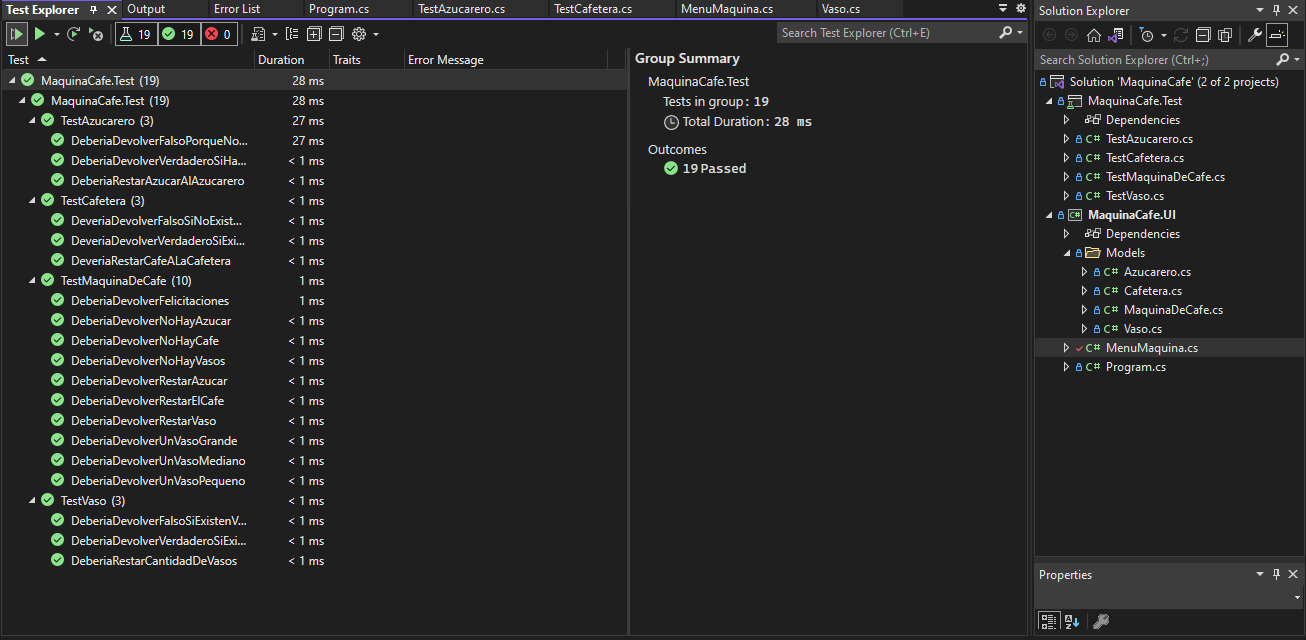 Test Explorer Output Error List Program.cs TestAzucarero.cs TestCafetera.cs MenuMaquina.cs Vaso.cs
19 19 0 Search Test Explorer (Ctrl+E)
Test Duration Traits Error Message
MaquinaCafe.Test (19) 28 ms
MaquinaCafe.Test (19) 28 ms
TestAzucarero (3) 27 ms
DeberiaDevolverFalsoPorqueNo... 27 ms
DeberiaDevolverVerdaderoSiHa... < 1 ms
DeberiaRestarAzucarAlAzucarero < 1 ms
TestCafetera (3) < 1 ms
DeveriaDevolverFalsoSiNoExist... < 1 ms
DeveriaDevolverVerdaderoSiExi... < 1 ms
DeveriaRestarCafeALaCafetera < 1 ms
TestMaquinaDeCafe (10) 1 ms
DeberiaDevolverFelicitaciones 1 ms
DeberiaDevolverNoHayAzucar < 1 ms
DeberiaDevolverNoHayCafe < 1 ms
DeberiaDevolverNoHayVasos < 1 ms
DeberiaDevolverRestarAzucar < 1 ms
DeberiaDevolverRestarElCafe < 1 ms
DeberiaDevolverRestarVaso < 1 ms
DeberiaDevolverUnVasoGrande < 1 ms
DeberiaDevolverUnVasoMediano < 1 ms
DeberiaDevolverUnVasoPequeno < 1 ms
TestVaso (3) < 1 ms
DeberiaDevolverFalsoSiExistenV... < 1 ms
DeberiaDevolverVerdaderoSiExi... < 1 ms
DeberiaRestarCantidadDeVasos < 1 ms
Group Summary
MaquinaCafe.Test
Tests in group: 19
Total Duration: 28 ms
Outcomes
19 Passed
Solution Explorer
Search Solution Explorer (Ctrl+;)
Solution 'MaquinaCafe' (2 of 2 projects)
MaquinaCafe.Test
Dependencies
C# TestAzucarero.cs
C# TestCafetera.cs
C# TestMaquinaDeCafe.cs
C# TestVaso.cs
C# MaquinaCafe.UI
Dependencies
Models
C# Azucarero.cs
C# Cafetera.cs
C# MaquinaDeCafe.cs
C# Vaso.cs
C# MenuMaquina.cs
C# Program.cs
Properties